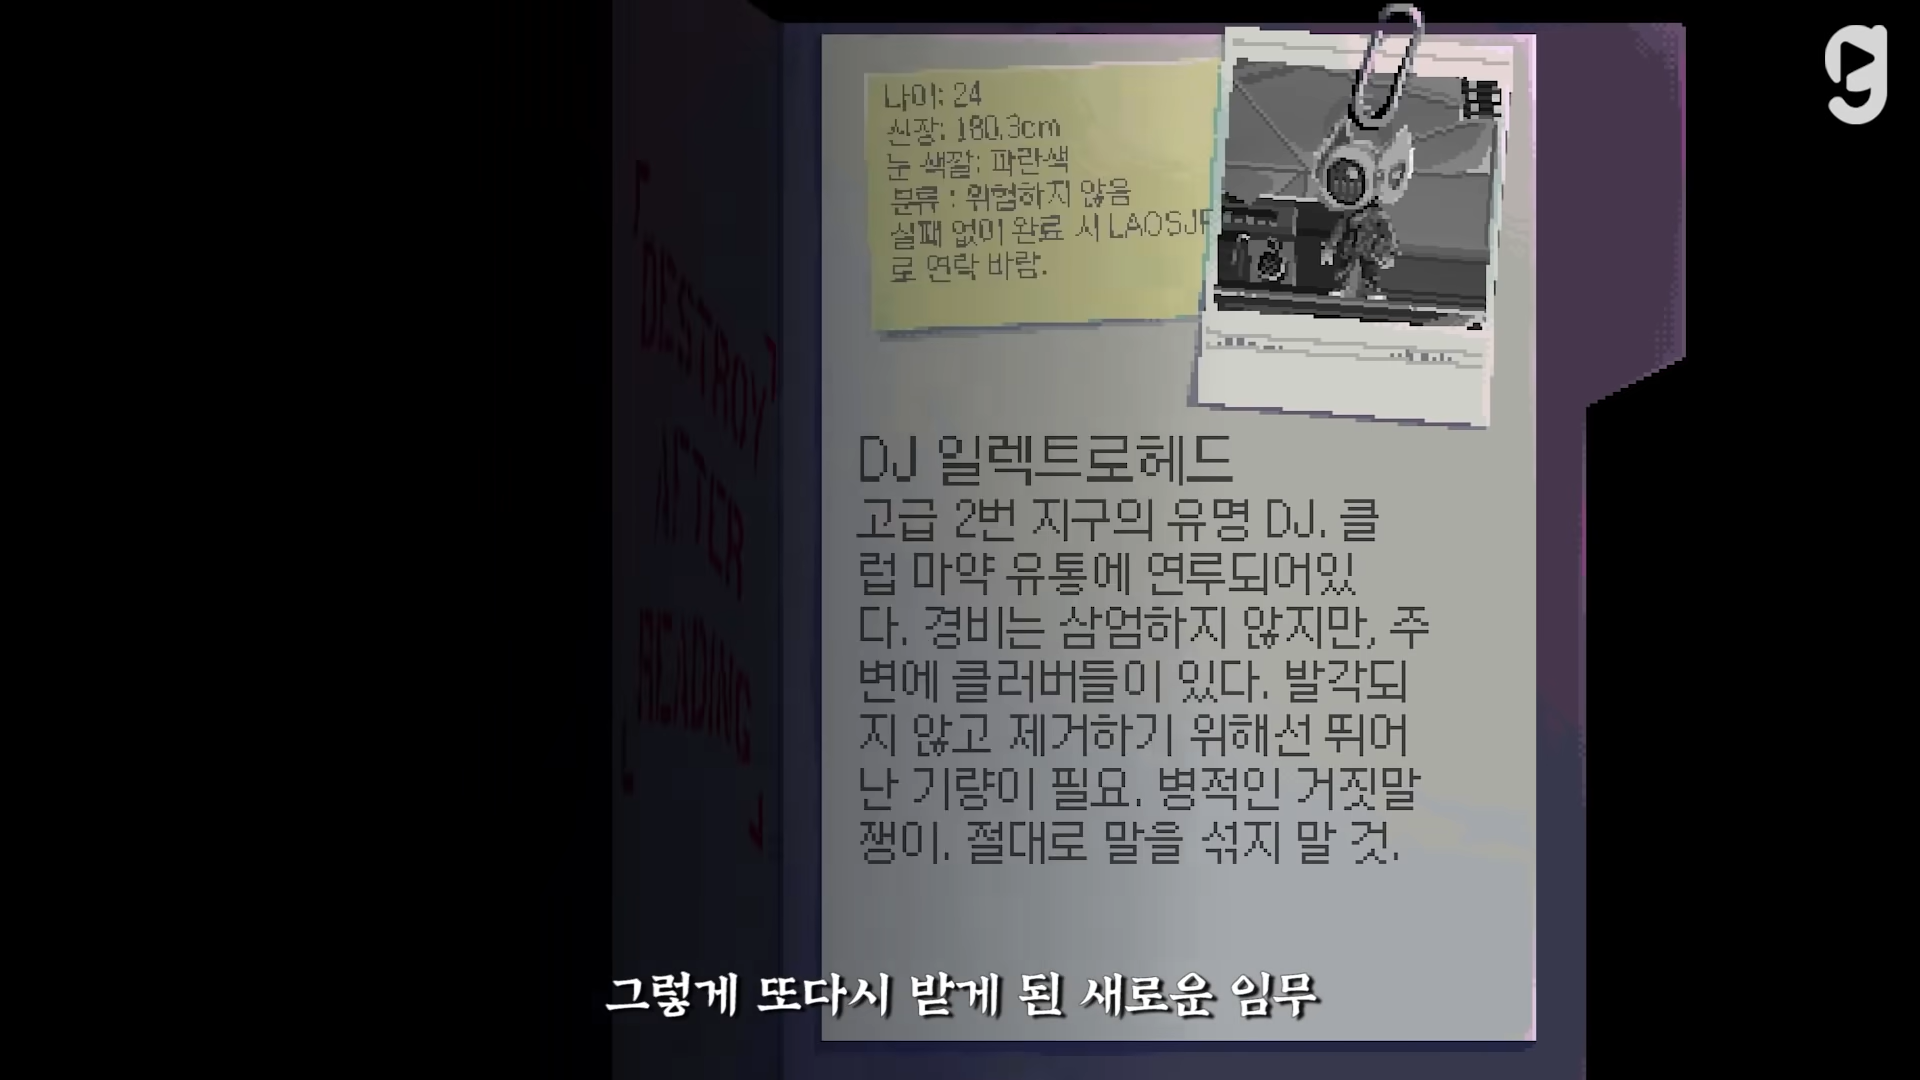 나이: 24
신장: 180.3cm
눈 색깔: 파란색
분류 : 위험하지 않음
실패 없이 완료 시 LAOSJF
로 연락 바람.
DESTROY
AFTER
READING
DJ 일렉트로헤드
고급 2번 지구의 유명 DJ. 클
럽 마약 유통에 연루되어있
다. 경비는 삼엄하지 않지만, 주
변에 클러버들이 있다. 발각되
지 않고 제거하기 위해선 뛰어
난 기량이 필요. 병적인 거짓말
쟁이. 절대로 말을 섞지 말 것.
그렇게 또다시 받게 된 새로운 임무